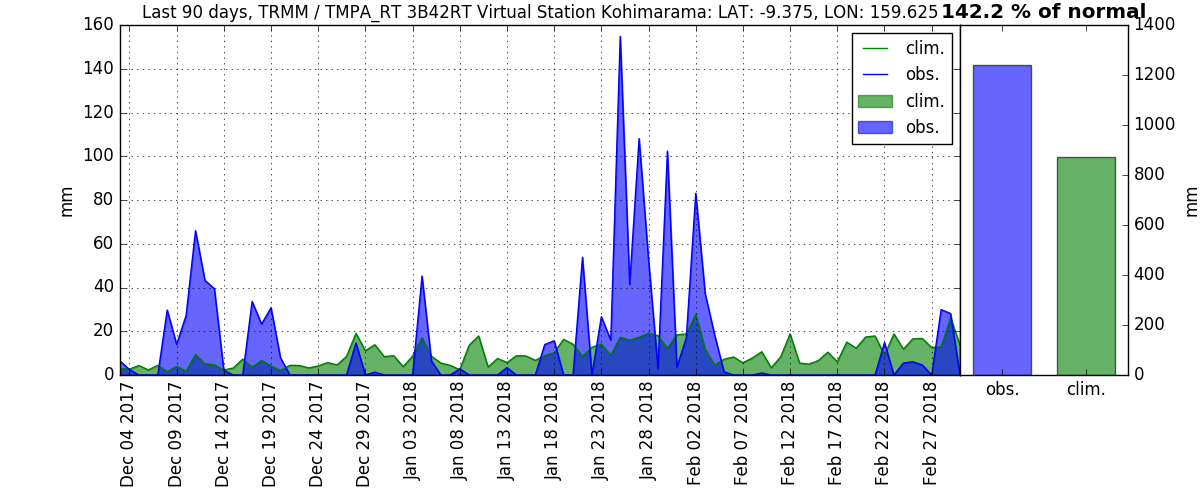 Last 90 days, TRMM / TMPA_RT 3B42RT Virtual Station Kohimarama: LAT: -9.375, LON: 159.625
142.2 % of normal
160
140
120
100
80
60
40
20
0
mm
clim.
obs.
clim.
obs.
Dec 04 2017
Dec 09 2017
Dec 14 2017
Dec 19 2017
Dec 24 2017
Dec 29 2017
Jan 03 2018
Jan 08 2018
Jan 13 2018
Jan 18 2018
Jan 23 2018
Jan 28 2018
Feb 02 2018
Feb 07 2018
Feb 12 2018
Feb 17 2018
Feb 22 2018
Feb 27 2018
1400
1200
1000
800
600
400
200
0
mm
obs.
clim.